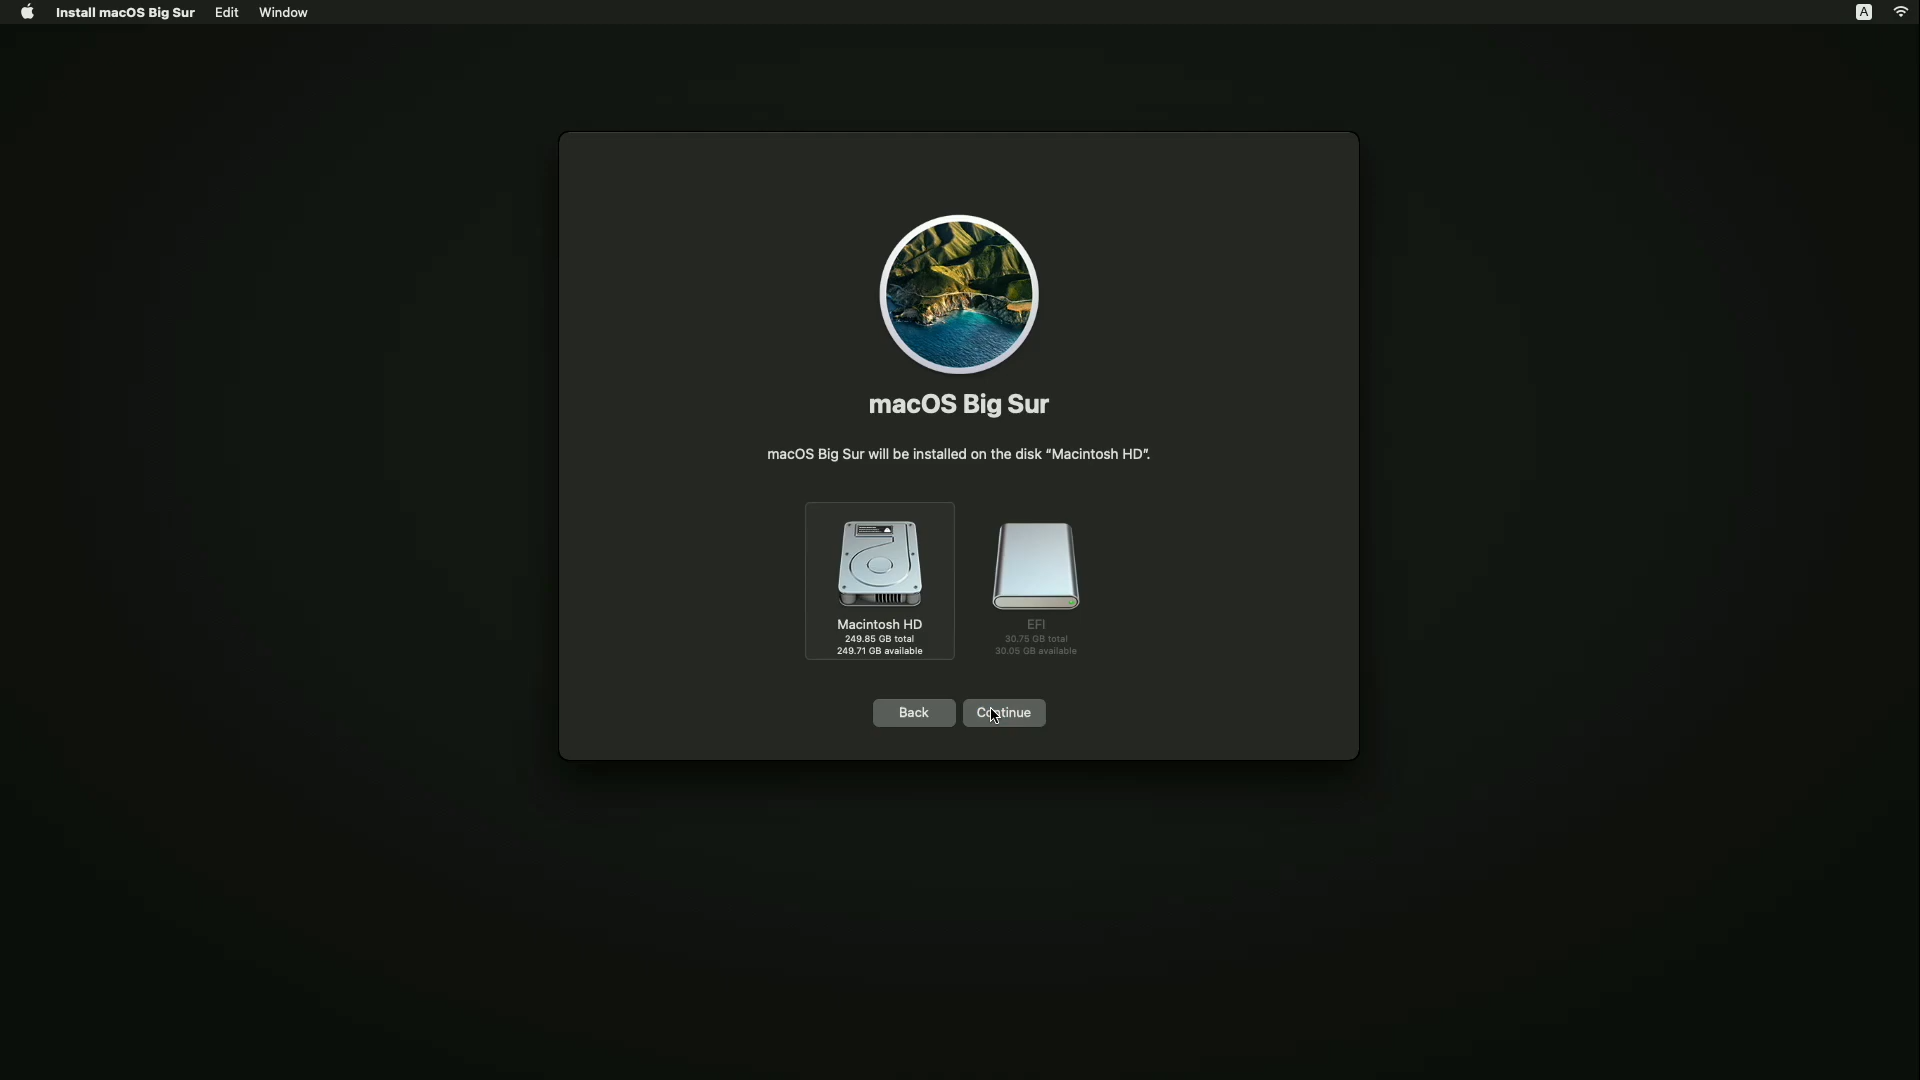 Install macOS Big Sur Edit Window A
macOS Big Sur
macOS Big Sur will be installed on the disk “Macintosh HD”.
Macintosh HD
249.85 GB total
249.71 GB available
EFI
30.75 GB total
30.05 GB available
Back
Continue